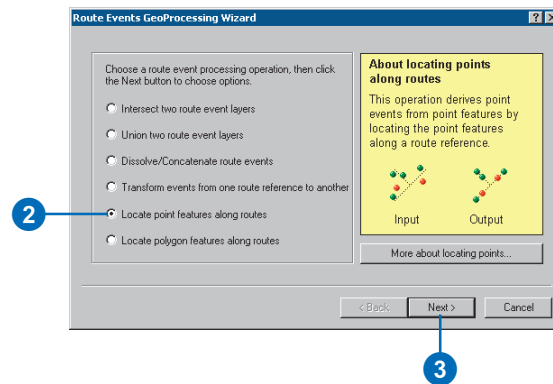 Route Events GeoProcessing Wizard
Choose a route event processing operation, then click
the Next button to choose options.
Intersect two route event layers
Union two route event layers
Dissolve/Concatenate route events
Transform events from one route reference to another
Locate point features along routes
Locate polygon features along routes
About locating points
along routes
This operation derives point
events from point features by
locating the point features
along a route reference.
Input Output
More about locating points...
< Back Next > Cancel
2
3